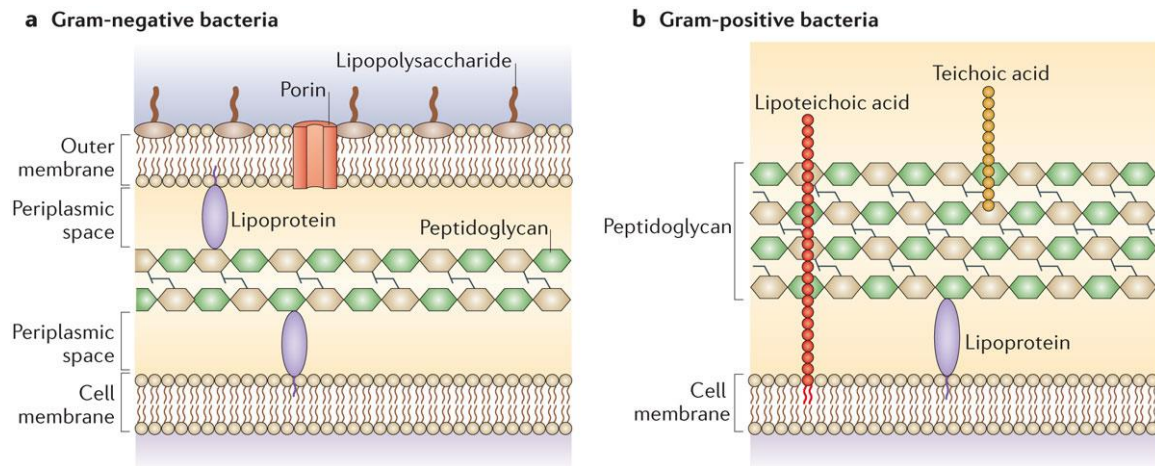 a Gram-negative bacteria
Lipopolysaccharide
Porin
Outer
membrane
Periplasmic
space
Lipoprotein
Peptidoglycan
Periplasmic
space
Cell
membrane
b Gram-positive bacteria
Teichoic acid
Lipoteichoic acid
Peptidoglycan
Lipoprotein
Cell
membrane